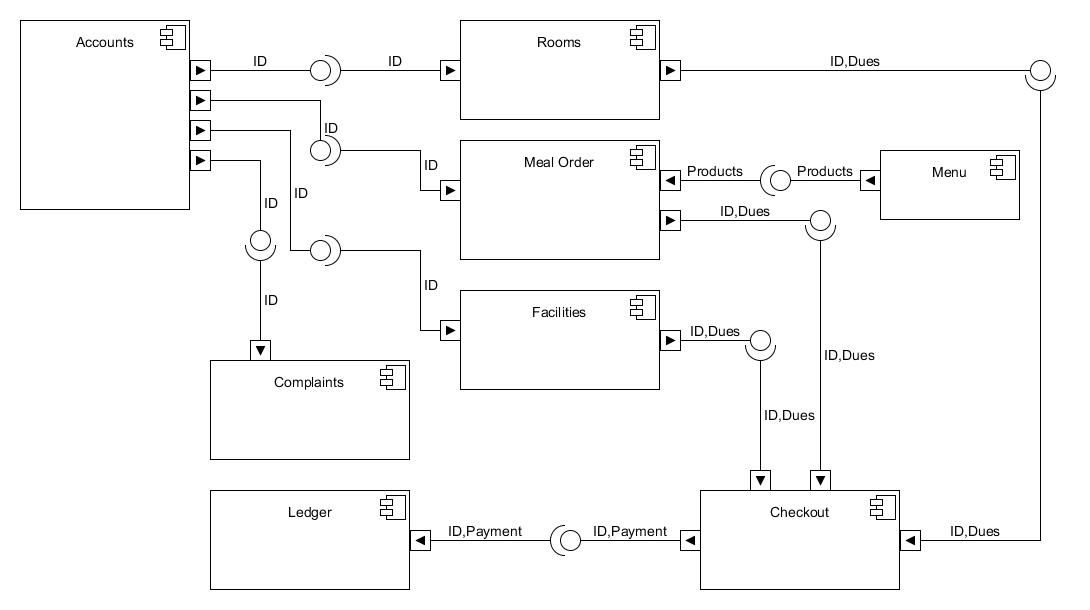 Accounts
Rooms
ID
ID
ID,Dues
ID
Meal Order
ID
Products
Products
Menu
ID
ID
ID,Dues
ID
ID
Facilities
ID,Dues
ID,Dues
Complaints
ID,Dues
Ledger
Checkout
ID,Payment
ID,Payment
ID,Dues